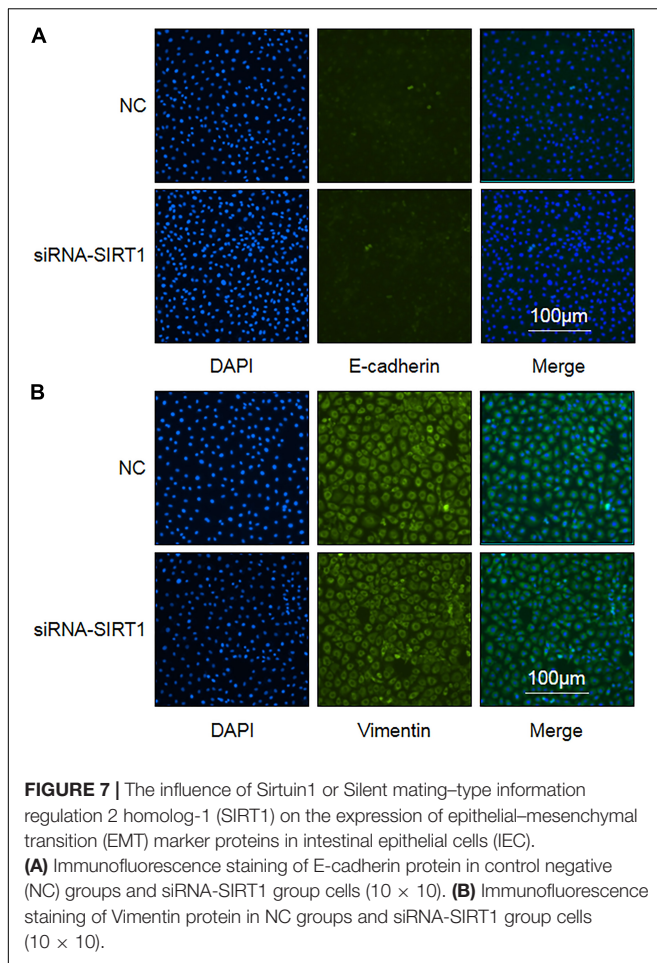 A
NC
siRNA-SIRT1
100μm
DAPI E-cadherin Merge
B
NC
siRNA-SIRT1
100μm
DAPI Vimentin Merge
FIGURE 7 | The influence of Sirtuin1 or Silent mating–type information
regulation 2 homolog-1 (SIRT1) on the expression of epithelial–mesenchymal
transition (EMT) marker proteins in intestinal epithelial cells (IEC).
(A) Immunofluorescence staining of E-cadherin protein in control negative
(NC) groups and siRNA-SIRT1 group cells (10 × 10). (B) Immunofluorescence
staining of Vimentin protein in NC groups and siRNA-SIRT1 group cells
(10 × 10).